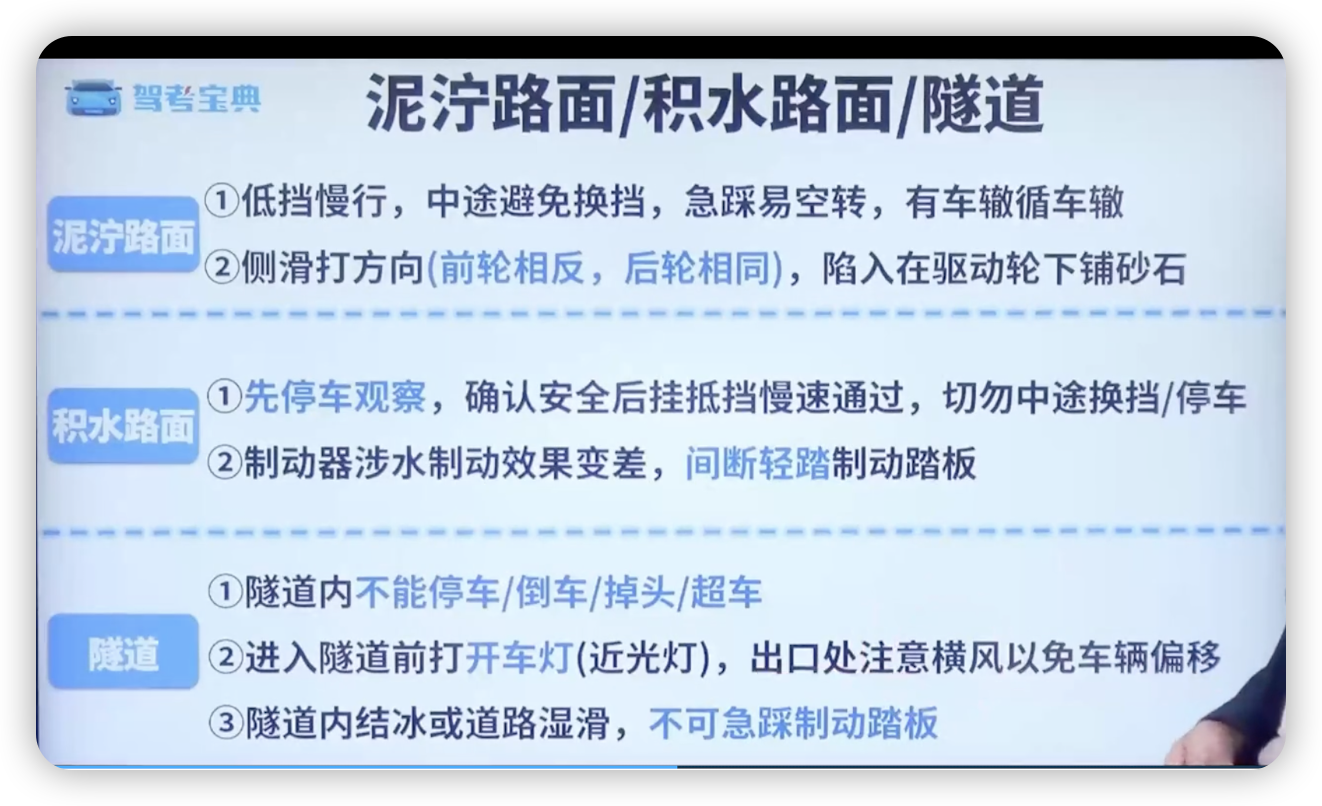 驾考宝典
泥泞路面/积水路面/隧道
泥泞路面
①低挡慢行，中途避免换挡，急踩易空转，有车辙循车辙
②侧滑打方向(前轮相反，后轮相同)，陷入在驱动轮下铺砂石
积水路面
①先停车观察，确认安全后挂抵挡慢速通过，切勿中途换挡/停车
②制动器涉水制动效果变差，间断轻踏制动踏板
隧道
①隧道内不能停车/倒车/掉头/超车
②进入隧道前打开车灯(近光灯)，出口处注意横风以免车辆偏移
③隧道内结冰或道路湿滑，不可急踩制动踏板